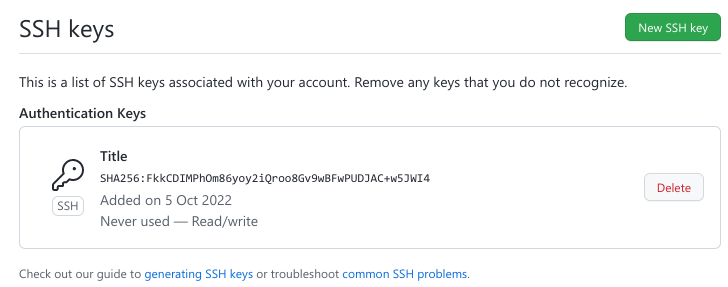 SSH keys
New SSH key
This is a list of SSH keys associated with your account. Remove any keys that you do not recognize.
Authentication Keys
Title
SHA256:FkkCDIMPhOm86yoy2iQroo8Gv9wBFwPUDJAC+w5JWI4
SSH
Added on 5 Oct 2022
Never used — Read/write
Delete
Check out our guide to generating SSH keys or troubleshoot common SSH problems.